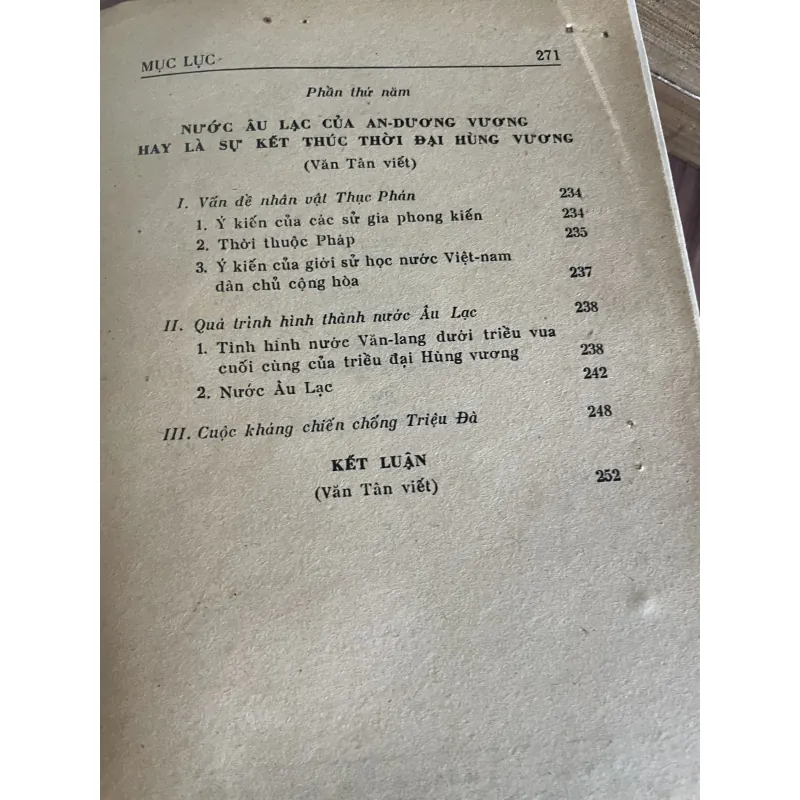 MỤC LỤC 271
Phần thứ năm
NƯỚC ÂU LẠC CỦA AN-DƯƠNG VƯƠNG
HAY LÀ SỰ KẾT THÚC THỜI ĐẠI HÙNG VƯƠNG
(Văn Tân viết)
I. Vấn đề nhân vật Thục Phán 234
1. Ý kiến của các sử gia phong kiến 234
2. Thời thuộc Pháp 235
3. Ý kiến của giới sử học nước Việt-nam
dân chủ cộng hòa 237
II. Quá trình hình thành nước Âu Lạc 238
1. Tình hình nước Văn-lang dưới triều vua
cuối cùng của triều đại Hùng vương 238
2. Nước Âu Lạc 242
III. Cuộc kháng chiến chống Triệu Đà 248
KẾT LUẬN
(Văn Tân viết) 252